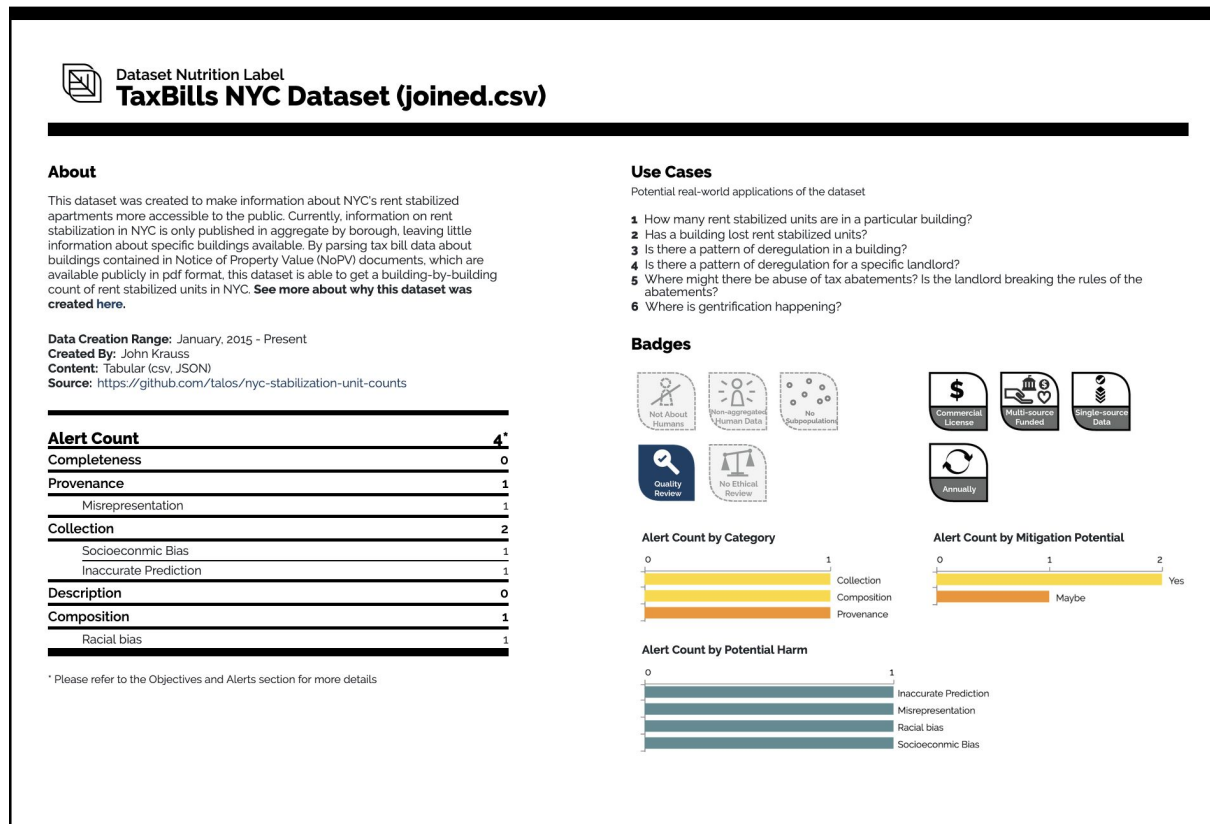 Dataset Nutrition Label
TaxBills NYC Dataset (joined.csv)
About
This dataset was created to make information about NYC's rent stabilized
apartments more accessible to the public. Currently, information on rent
stabilization in NYC is only published in aggregate by borough, leaving little
information about specific buildings available. By parsing tax bill data about
buildings contained in Notice of Property Value (NoPV) documents, which are
available publicly in pdf format, this dataset is able to get a building-by-building
count of rent stabilized units in NYC. See more about why this dataset was
created here.
Data Creation Range: January, 2015 - Present
Created By: John Krauss
Content: Tabular (csv, JSON)
Source: https://github.com/talos/nyc-stabilization-unit-counts
Alert Count 4*
Completeness 0
Provenance 1
Misrepresentation 1
Collection 2
Socioeconmic Bias 1
Inaccurate Prediction 1
Description 0
Composition 1
Racial bias 1
* Please refer to the Objectives and Alerts section for more details
Use Cases
Potential real-world applications of the dataset
1 How many rent stabilized units are in a particular building?
2 Has a building lost rent stabilized units?
3 Is there a pattern of deregulation in a building?
4 Is there a pattern of deregulation for a specific landlord?
5 Where might there be abuse of tax abatements? Is the landlord breaking the rules of the
abatements?
6 Where is gentrification happening?
Badges
Not About
Humans
Non-aggregated
Human Data
No
Subpopulations
$
Commercial
License
Multi-source
Funded
Single-source
Data
Quality
Review
No Ethical
Review
Annually
Alert Count by Category
0 1
Collection
Composition
Provenance
Alert Count by Mitigation Potential
0 1 2
Yes
Maybe
Alert Count by Potential Harm
0 1
Inaccurate Prediction
Misrepresentation
Racial bias
Socioeconmic Bias